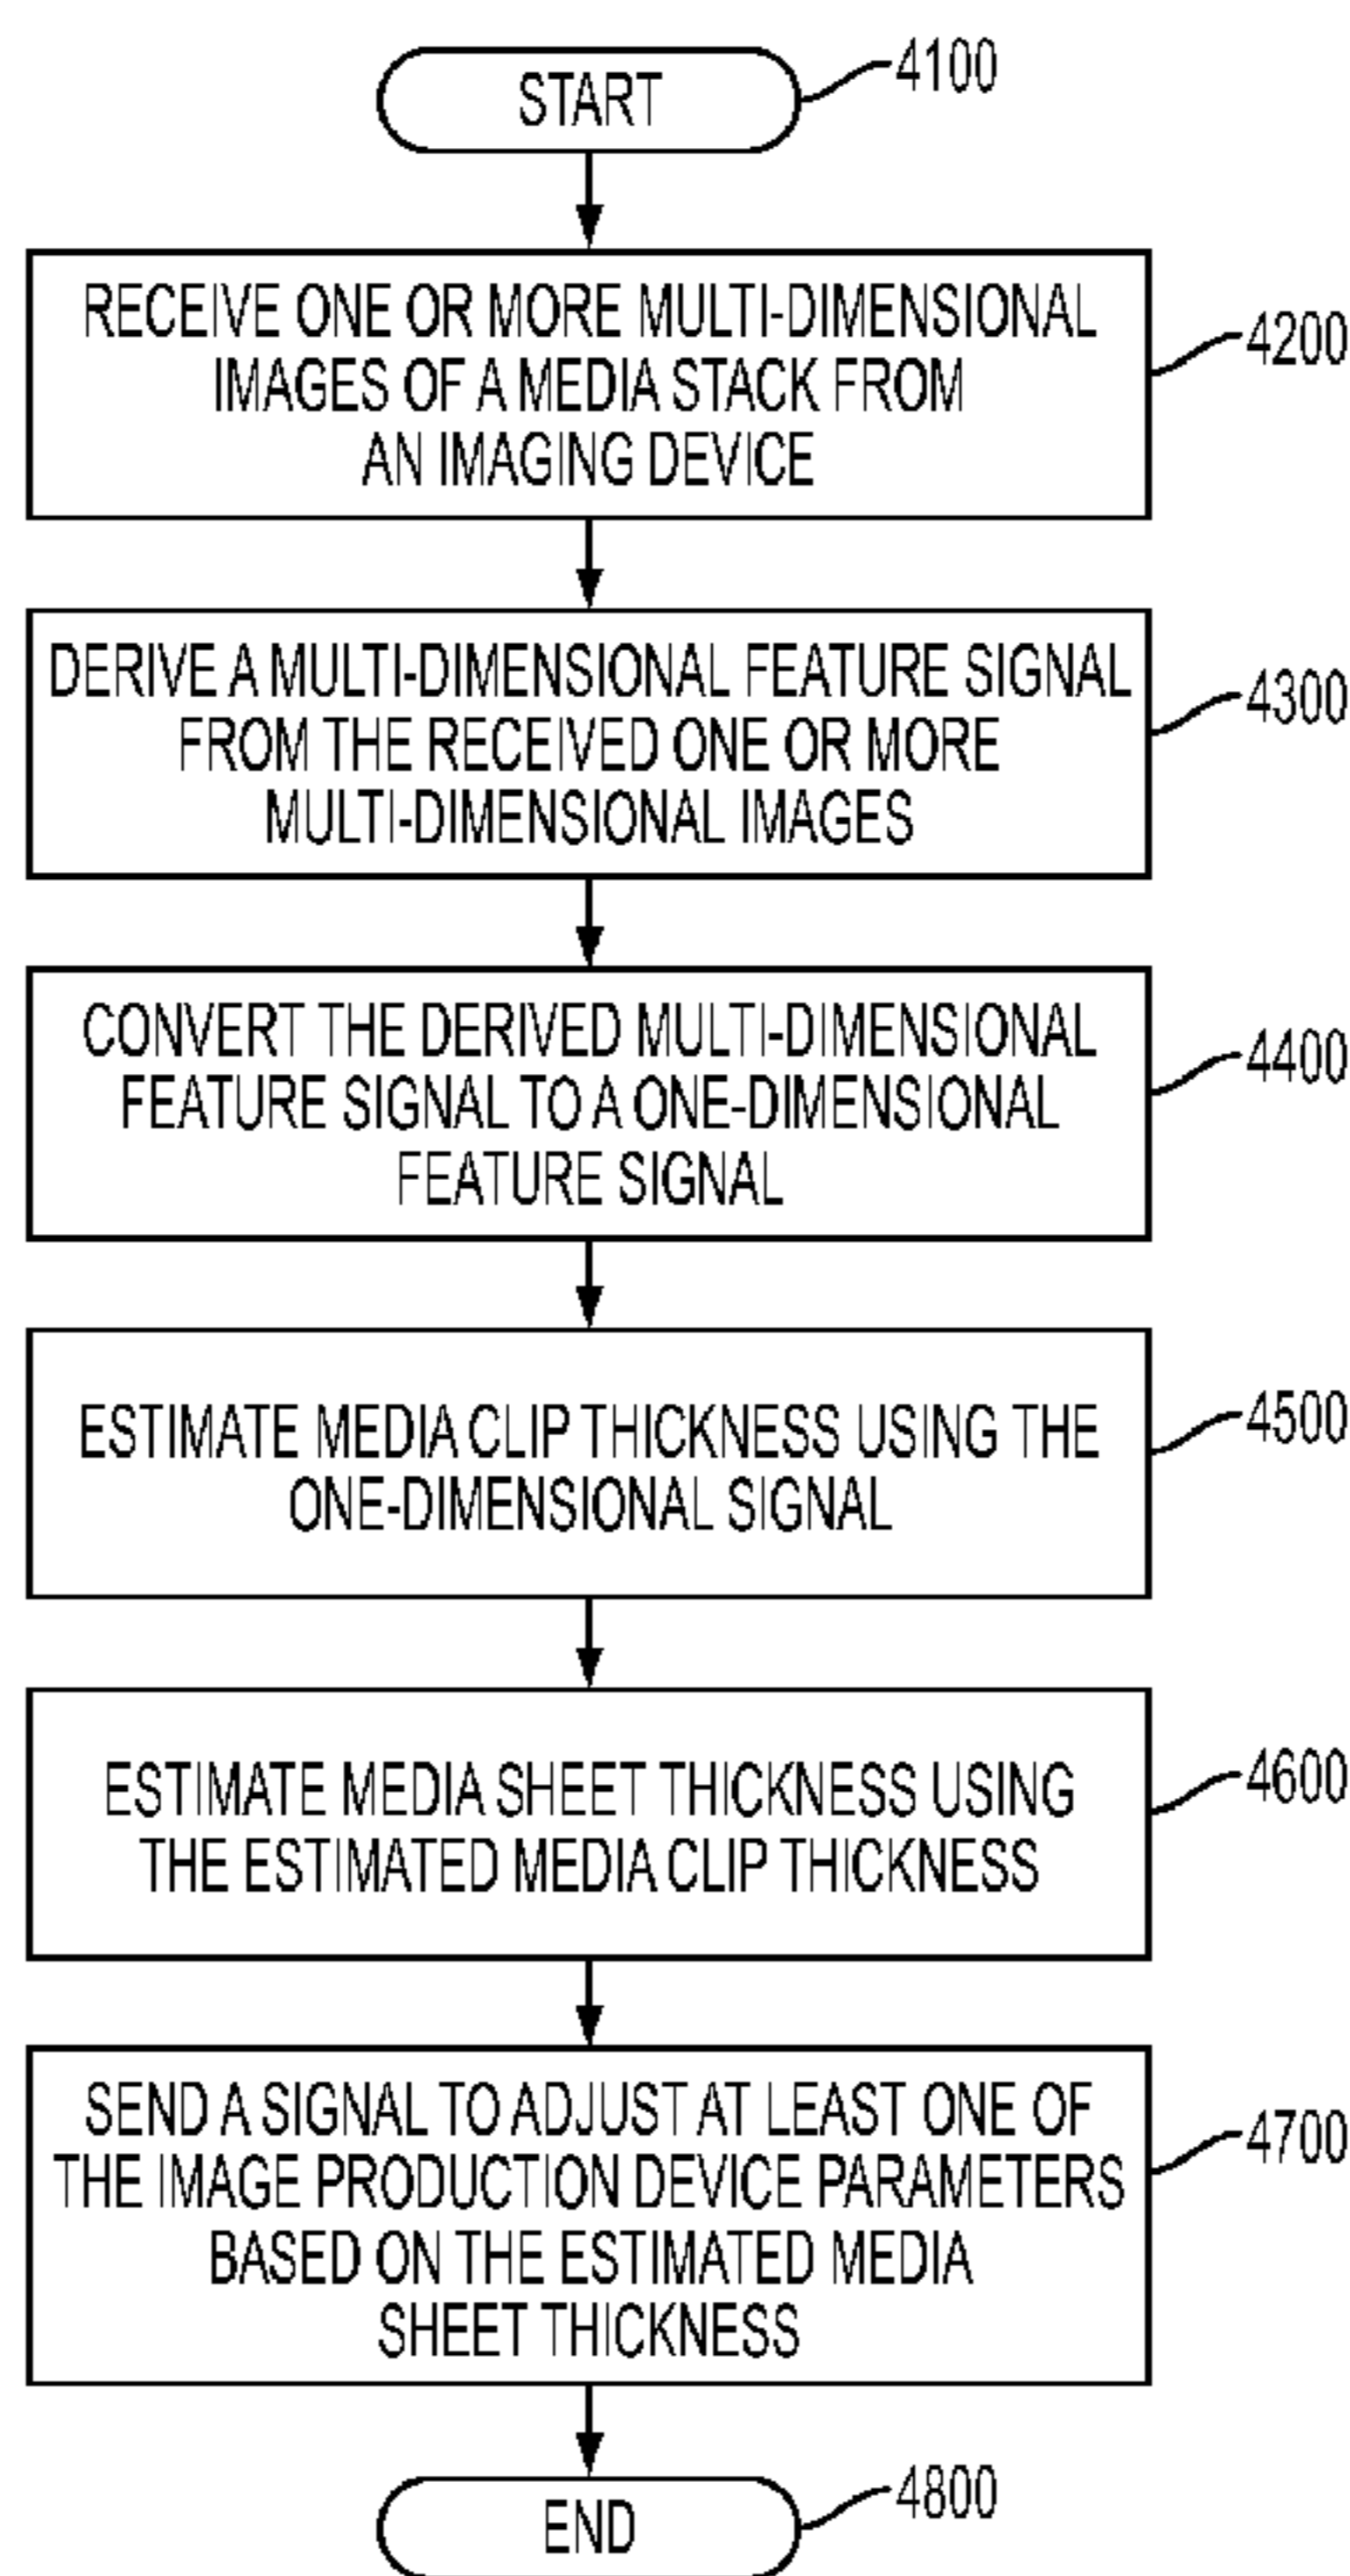 START
4100
RECEIVE ONE OR MORE MULTI-DIMENSIONAL
IMAGES OF A MEDIA STACK FROM
AN IMAGING DEVICE
4200
DERIVE A MULTI-DIMENSIONAL FEATURE SIGNAL
FROM THE RECEIVED ONE OR MORE
MULTI-DIMENSIONAL IMAGES
4300
CONVERT THE DERIVED MULTI-DIMENSIONAL
FEATURE SIGNAL TO A ONE-DIMENSIONAL
FEATURE SIGNAL
4400
ESTIMATE MEDIA CLIP THICKNESS USING THE
ONE-DIMENSIONAL SIGNAL
4500
ESTIMATE MEDIA SHEET THICKNESS USING
THE ESTIMATED MEDIA CLIP THICKNESS
4600
SEND A SIGNAL TO ADJUST AT LEAST ONE OF
THE IMAGE PRODUCTION DEVICE PARAMETERS
BASED ON THE ESTIMATED MEDIA
SHEET THICKNESS
4700
END
4800